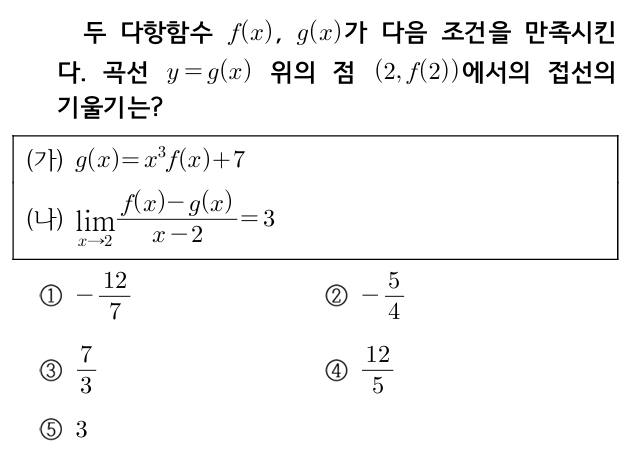 두 다항함수 f(x), g(x)가 다음 조건을 만족시킨
다. 곡선 y=g(x) 위의 점 (2, f(2))에서의 접선의
기울기는?
(가) g(x)=x³f(x)+7
(나) lim_{x→2} \frac{f(x)-g(x)}{x-2}=3
① -\frac{12}{7} ② -\frac{5}{4}
③ \frac{7}{3} ④ \frac{12}{5}
⑤ 3